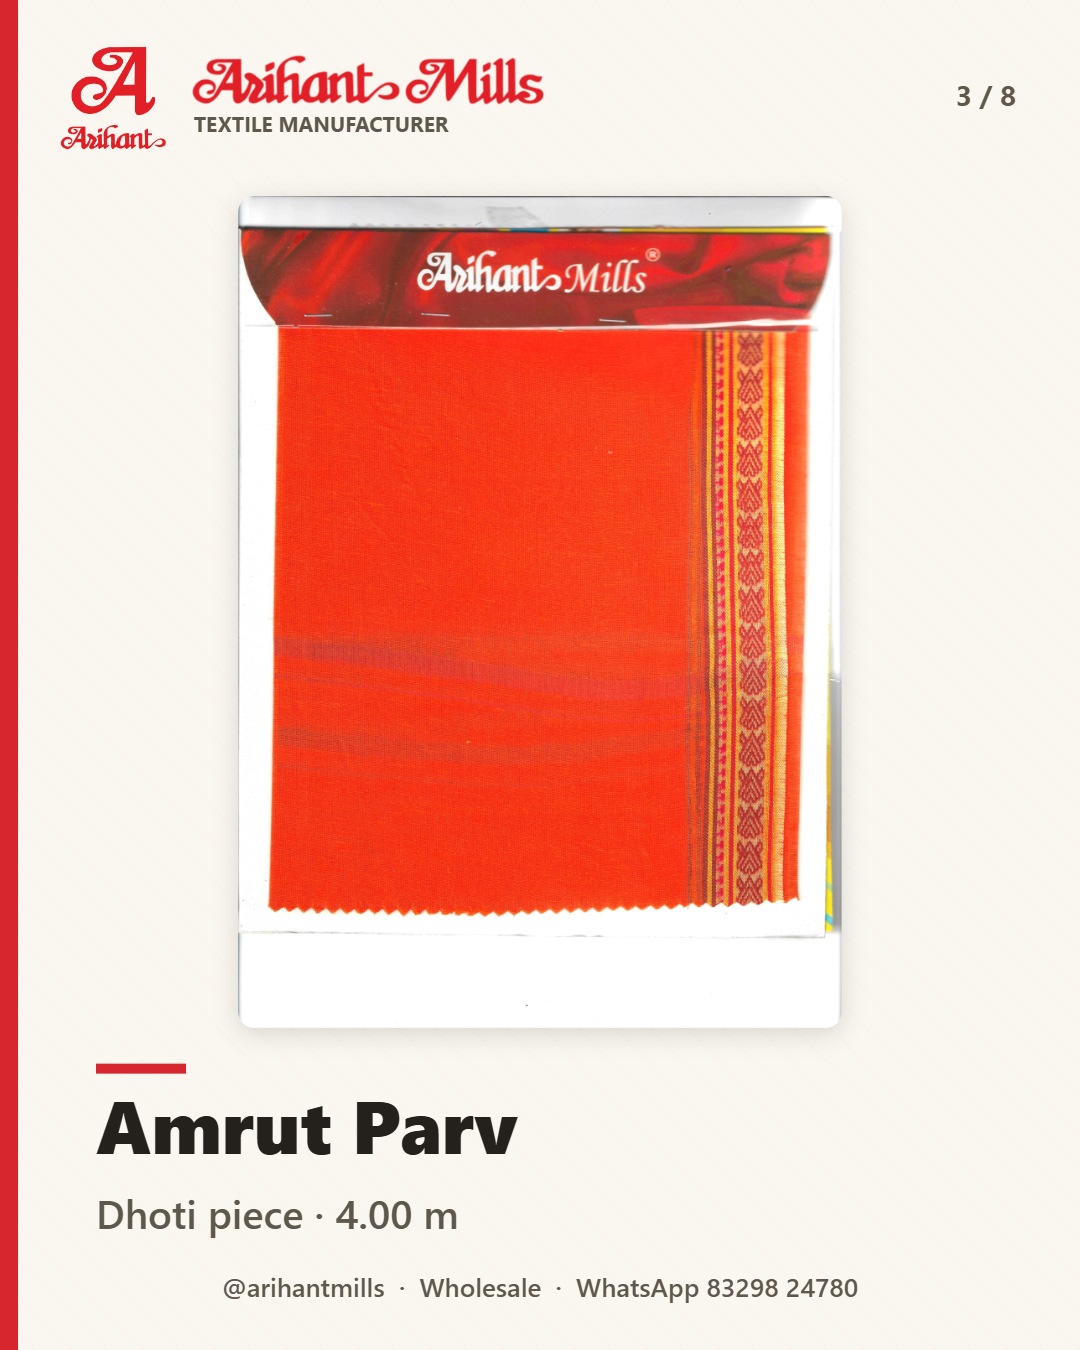 A
Arihant
Arihant Mills
TEXTILE MANUFACTURER
3 / 8
Arihant Mills®
Amrut Parv
Dhoti piece · 4.00 m
@arihantmills · Wholesale · WhatsApp 83298 24780